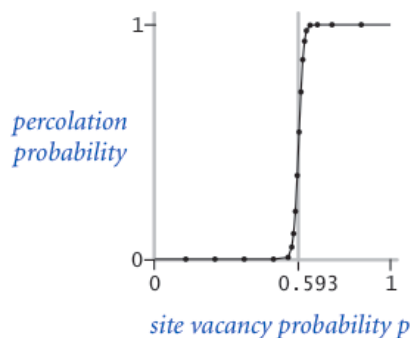 1
percolation
probability
0
0
0.593
1
site vacancy probability p